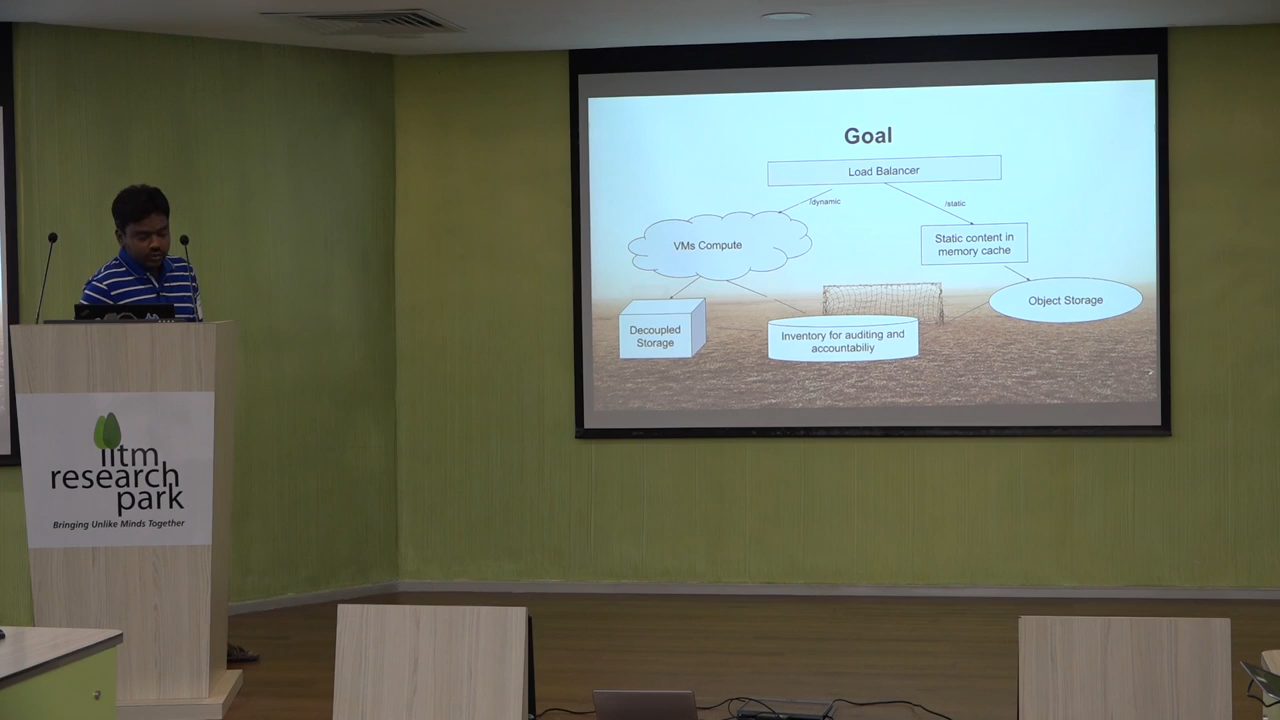 Goal
Load Balancer
/dynamic
/static
VMs Compute
Static content in
memory cache
Object Storage
Decoupled
Storage
Inventory for auditing and
accountabiliy
iitm
research
park
Bringing Unlike Minds Together